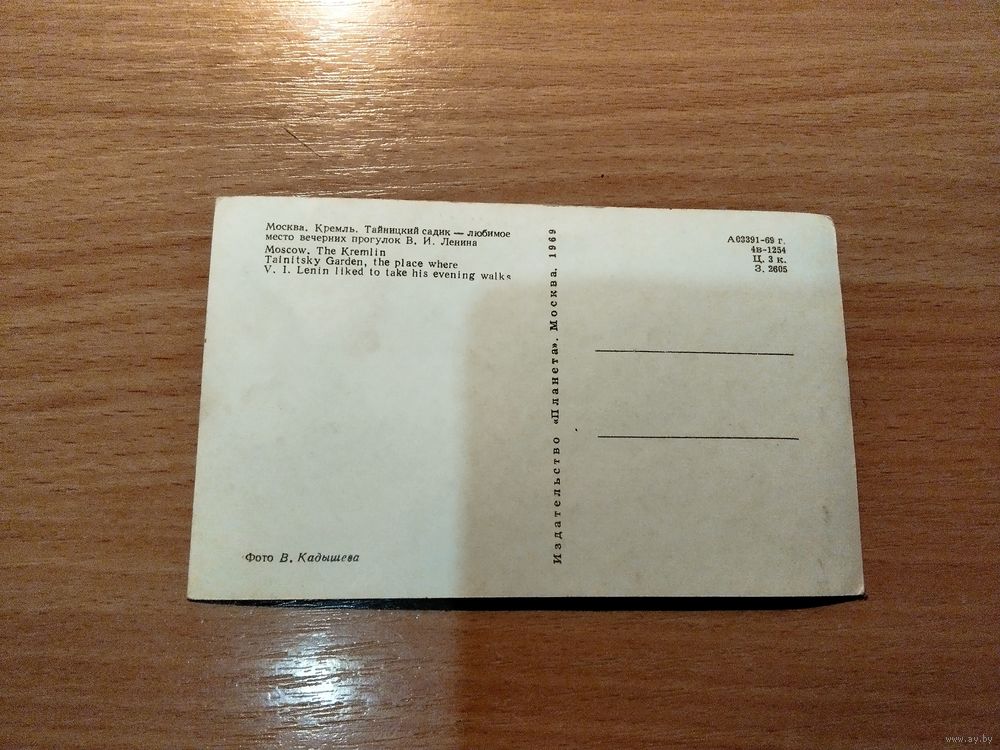 Москва. Кремль. Тайницкий садик — любимое
место вечерних прогулок В. И. Ленина
Moscow. The Kremlin
Tainitsky Garden, the place where
V. I. Lenin liked to take his evening walks
Фото В. Кадышева
Издательство «Планета». Москва. 1969
А03391-69 г.
4в-1254
Ц. 3 к.
З. 2605
www.ay.by